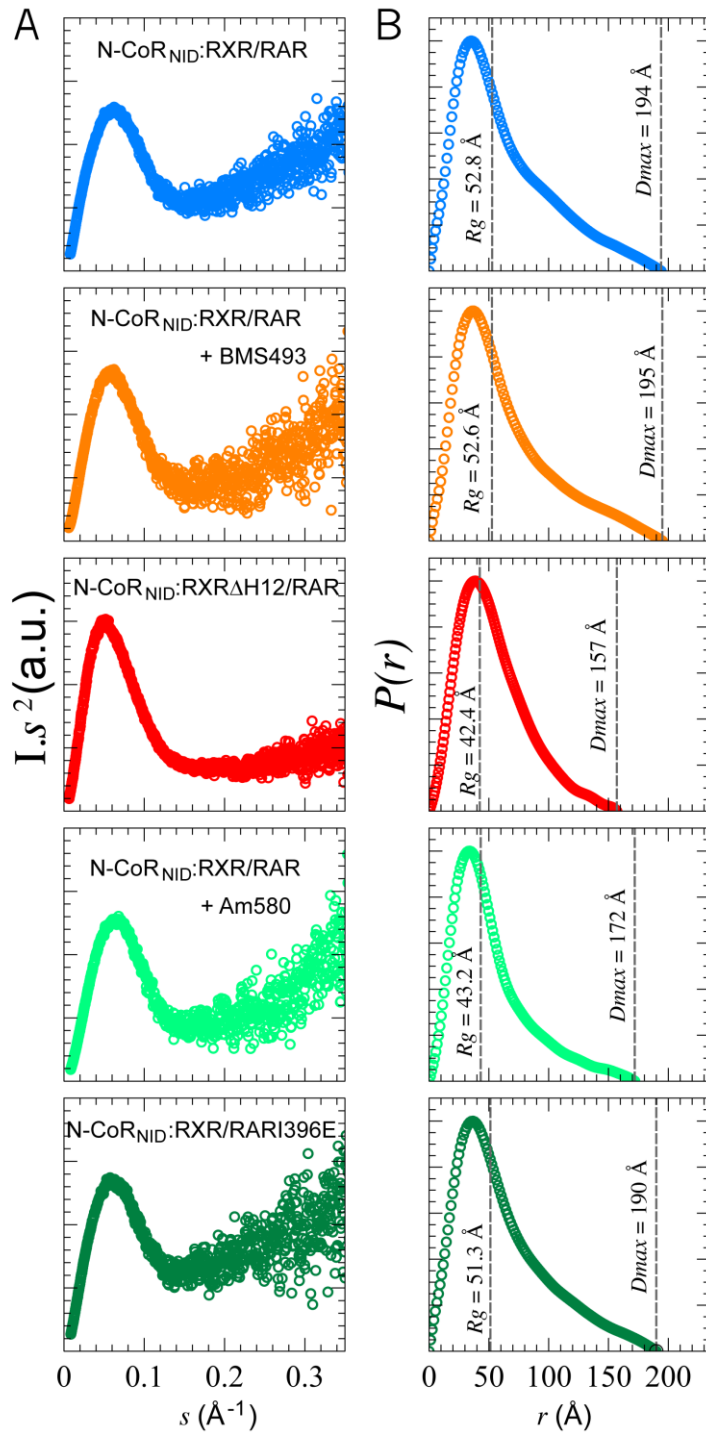 A
B
N-CoR_NID:RXR/RAR
Rg = 52.8 Å
Dmax = 194 Å
N-CoR_NID:RXR/RAR
+ BMS493
Rg = 52.6 Å
Dmax = 195 Å
N-CoR_NID:RXRΔH12/RAR
Rg = 42.4 Å
Dmax = 157 Å
I.s² (a.u.)
P(r)
N-CoR_NID:RXR/RAR
+ Am580
Rg = 43.2 Å
Dmax = 172 Å
N-CoR_NID:RXR/RARI396E
Rg = 51.3 Å
Dmax = 190 Å
0 0.1 0.2 0.3
0 50 100 150 200
s (Å⁻¹)
r (Å)